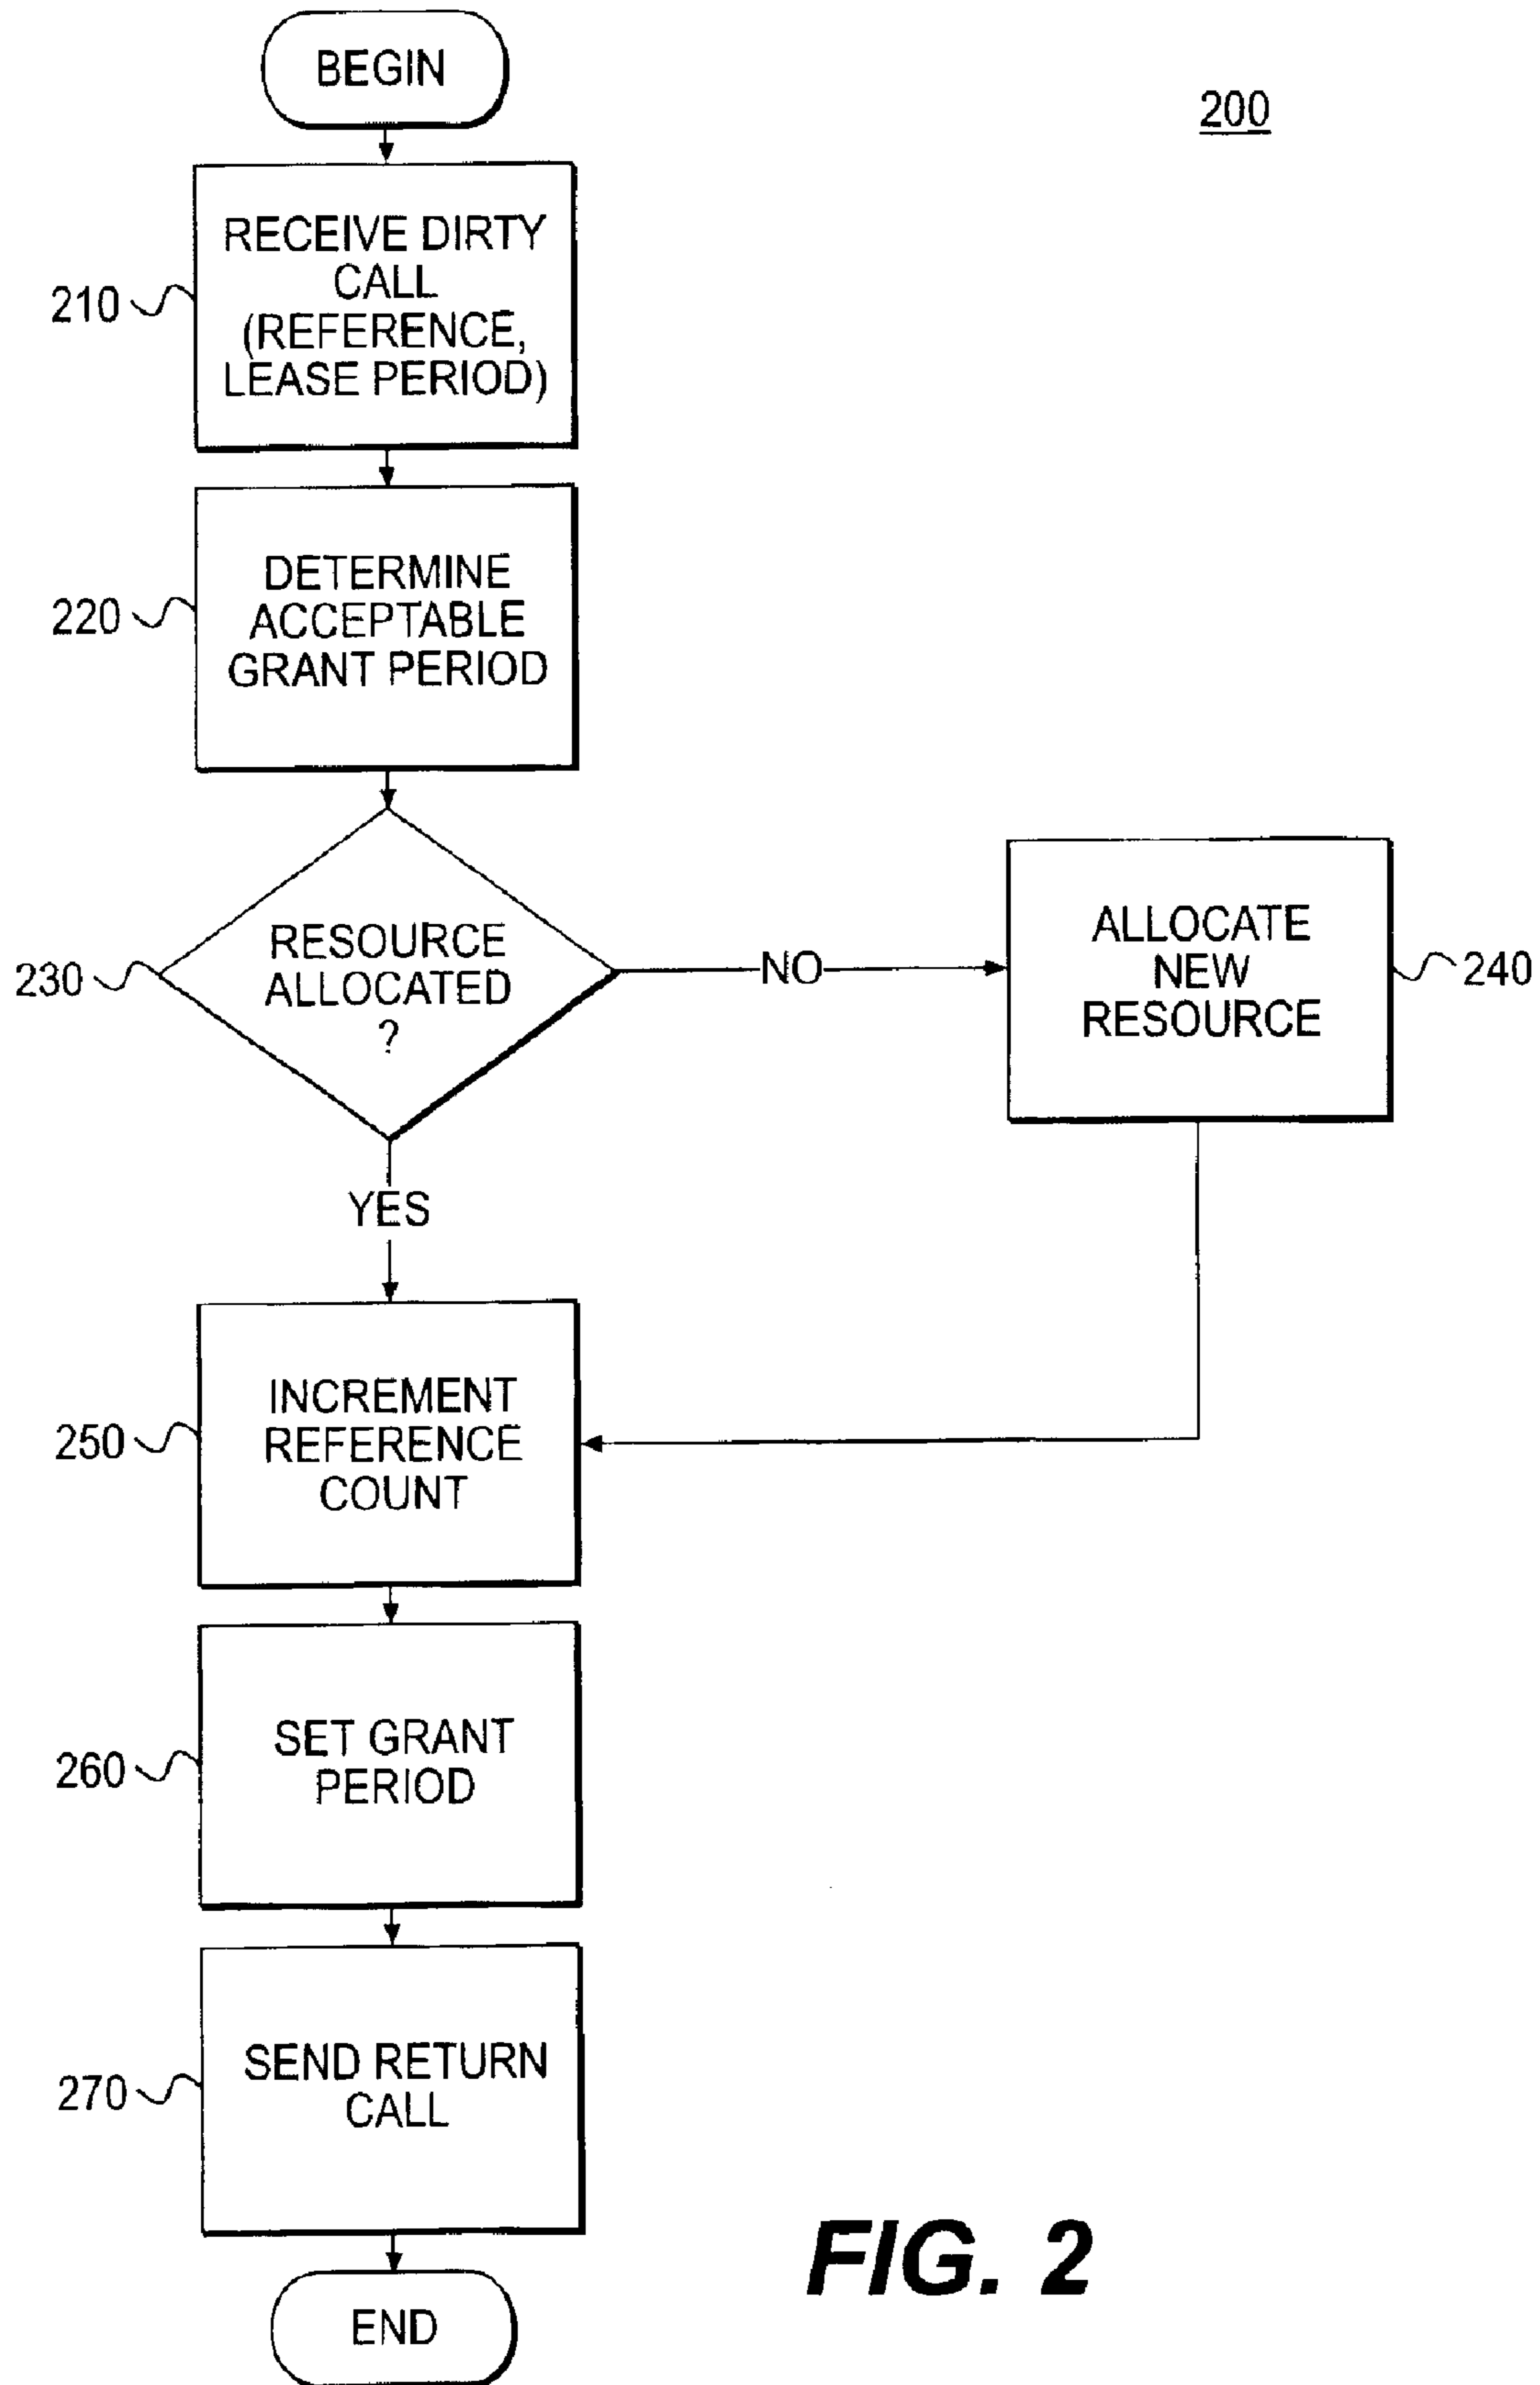 BEGIN
200
RECEIVE DIRTY
CALL
(REFERENCE,
LEASE PERIOD)
210
DETERMINE
ACCEPTABLE
GRANT PERIOD
220
RESOURCE
ALLOCATED
?
230
NO
ALLOCATE
NEW
RESOURCE
240
YES
INCREMENT
REFERENCE
COUNT
250
SET GRANT
PERIOD
260
SEND RETURN
CALL
270
END
FIG. 2